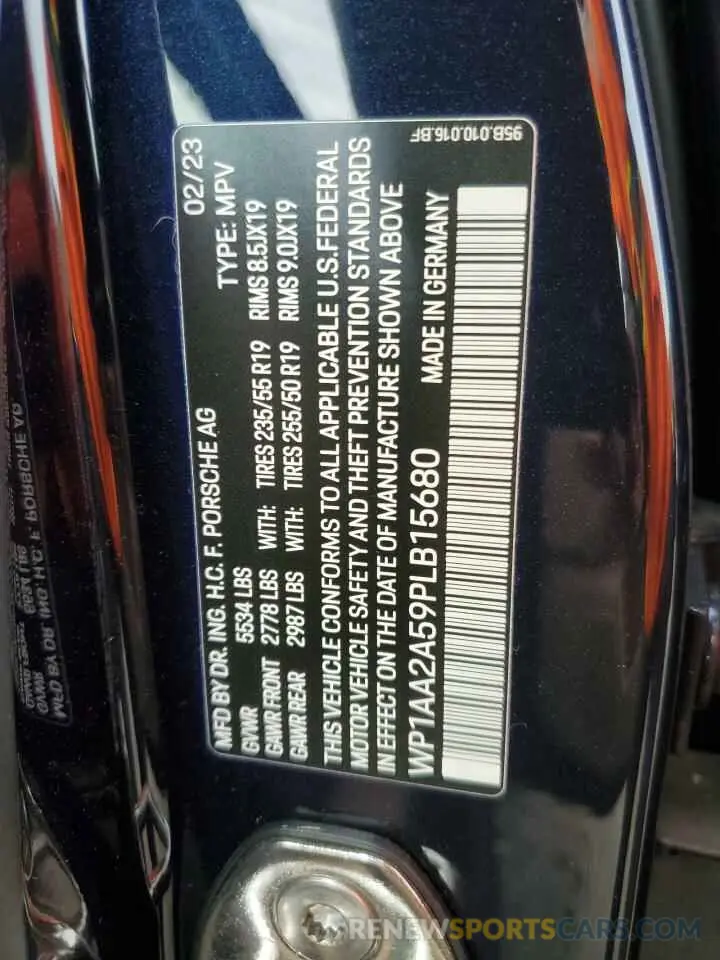 02/23
MFD BY DR. ING. H.C. F. PORSCHE AG TYPE: MPV
GVWR 5534 LBS
GAWR FRONT 2778 LBS WITH: TIRES 235/55 R19 RIMS 8.5JX19
GAWR REAR 2987 LBS WITH: TIRES 255/50 R19 RIMS 9.0JX19
THIS VEHICLE CONFORMS TO ALL APPLICABLE U.S. FEDERAL
MOTOR VEHICLE SAFETY AND THEFT PREVENTION STANDARDS
IN EFFECT ON THE DATE OF MANUFACTURE SHOWN ABOVE
WP1AA2A59PLB15680 MADE IN GERMANY
95B.010.016.BF
RENEWSPORTSCARS.COM